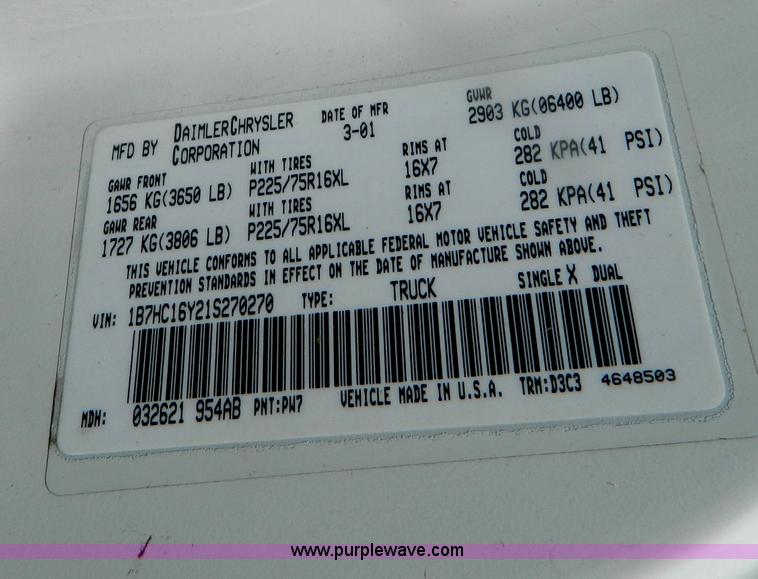 MFD BY DAIMLERCHRYSLER CORPORATION DATE OF MFR 3-01 GVWR 2903 KG(06400 LB)
GAWR FRONT WITH TIRES RIMS AT COLD
1656 KG(3650 LB) P225/75R16XL 16X7 282 KPA(41 PSI)
GAWR REAR WITH TIRES RIMS AT COLD
1727 KG(3806 LB) P225/75R16XL 16X7 282 KPA(41 PSI)
THIS VEHICLE CONFORMS TO ALL APPLICABLE FEDERAL MOTOR VEHICLE SAFETY AND THEFT
PREVENTION STANDARDS IN EFFECT ON THE DATE OF MANUFACTURE SHOWN ABOVE.
VIN: 1B7HC16Y21S270270 TYPE: TRUCK SINGLE X DUAL
MDH: 032621 954AB PNT:PW7 VEHICLE MADE IN U.S.A. TRM:D3C3 4648503
www.purplewave.com